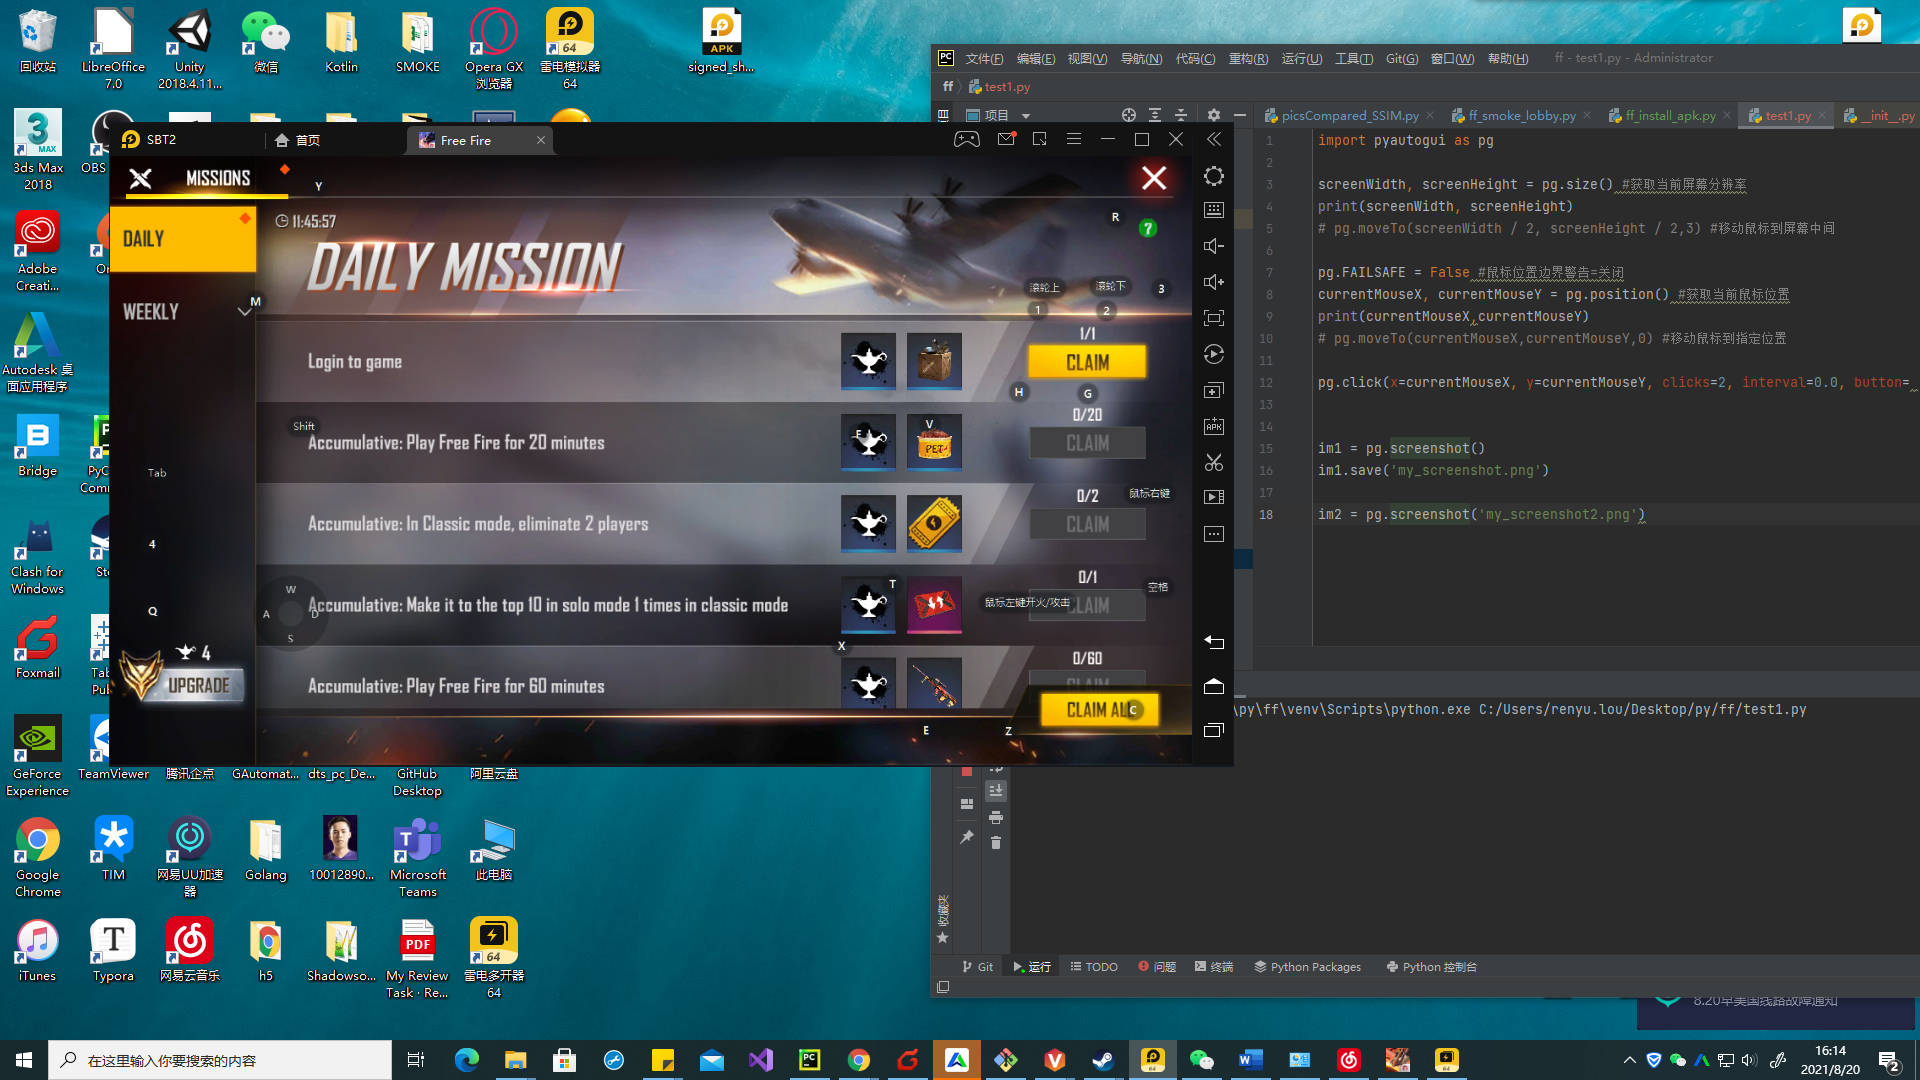 回收站
LibreOffice 7.0
Unity 2018.4.11...
微信
Kotlin
SMOKE
Opera GX 浏览器
雷电模拟器 64
APK
signed_sh...
3ds Max 2018
OBS
Adobe Creati...
Autodesk 桌面应用程序
Bridge
Clash for Windows
Foxmail
GeForce Experience
TeamViewer
腾讯企点
GAutomat...
dts_pc_De...
GitHub Desktop
阿里云盘
Google Chrome
TIM
网易UU加速器
Golang
10012890...
Microsoft Teams
此电脑
iTunes
Typora
网易云音乐
h5
Shadowso...
PDF
My Review Task · Re...
雷电多开器 64
SBT2
首页
Free Fire
MISSIONS
Y
DAILY
WEEKLY
M
11:45:57
DAILY MISSION
R
7
滚轮上
滚轮下
3
1
2
Login to game
1/1
CLAIM
H
G
Shift
Accumulative: Play Free Fire for 20 minutes
F
V
PET
0/20
CLAIM
Tab
Accumulative: In Classic mode, eliminate 2 players
0/2
鼠标右键
CLAIM
4
W
A
S
D
Accumulative: Make it to the top 10 in solo mode 1 times in classic mode
T
0/1
空格
鼠标左键开火/攻击
CLAIM
Q
X
4
UPGRADE
Accumulative: Play Free Fire for 60 minutes
0/60
CLAIM
CLAIM ALL
C
E
Z
文件(F) 编辑(E) 视图(V) 导航(N) 代码(C) 重构(R) 运行(U) 工具(T) Git(G) 窗口(W) 帮助(H)
ff - test1.py - Administrator
ff
test1.py
项目
picsCompared_SSIM.py
ff_smoke_lobby.py
ff_install_apk.py
test1.py
__init__.py
1 import pyautogui as pg
2
3 screenWidth, screenHeight = pg.size() #获取当前屏幕分辨率
4 print(screenWidth, screenHeight)
5 # pg.moveTo(screenWidth / 2, screenHeight / 2,3) #移动鼠标到屏幕中间
6
7 pg.FAILSAFE = False #鼠标位置边界警告=关闭
8 currentMouseX, currentMouseY = pg.position() #获取当前鼠标位置
9 print(currentMouseX,currentMouseY)
10 # pg.moveTo(currentMouseX,currentMouseY,0) #移动鼠标到指定位置
11
12 pg.click(x=currentMouseX, y=currentMouseY, clicks=2, interval=0.0, button=
13
14
15 im1 = pg.screenshot()
16 im1.save('my_screenshot.png')
17
18 im2 = pg.screenshot('my_screenshot2.png')
\py\ff\venv\Scripts\python.exe C:/Users/renyu.lou/Desktop/py/ff/test1.py
收藏夹
Git
运行
TODO
问题
终端
Python Packages
Python 控制台
8.20早美国线路故障通知
在这里输入你要搜索的内容
16:14
2021/8/20
2